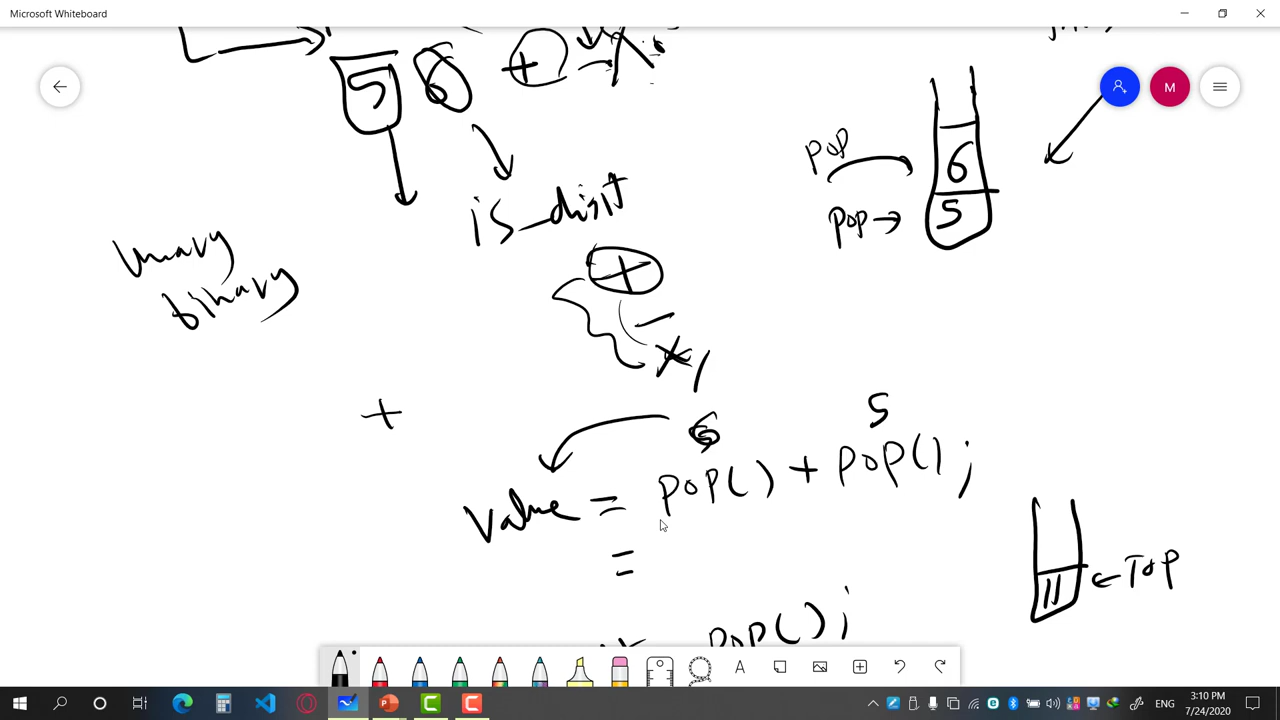 Microsoft Whiteboard
5 6 +
M
pop
6
pop → 5
is_digit
unary
binary
+
−
× /
+
6 5
value = pop() + pop();
=
11 ← TOP
pop();
A
ENG
3:10 PM
7/24/2020